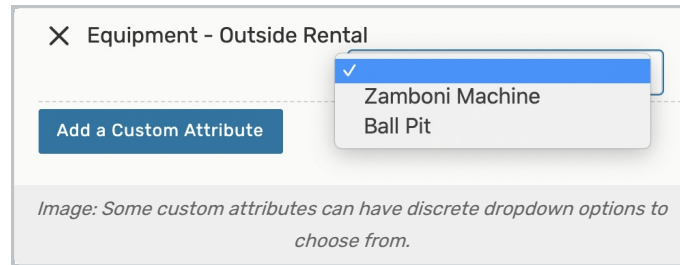 Equipment - Outside Rental
Zamboni Machine
Ball Pit
Add a Custom Attribute
Image: Some custom attributes can have discrete dropdown options to
choose from.